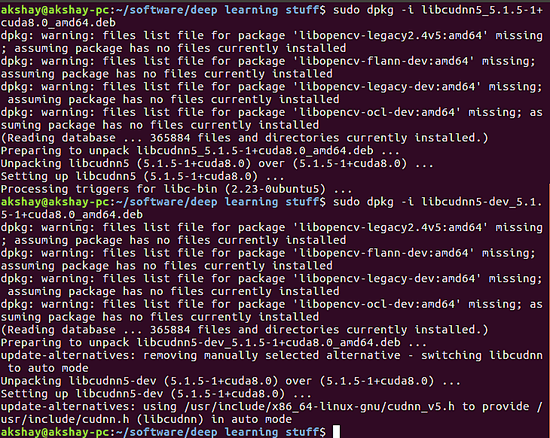 akshay@akshay-pc:~/software/deep learning stuff$ sudo dpkg -i libcudnn5_5.1.5-1+
cuda8.0_amd64.deb
dpkg: warning: files list file for package 'libopencv-legacy2.4v5:amd64' missing
; assuming package has no files currently installed
dpkg: warning: files list file for package 'libopencv-flann-dev:amd64' missing;
assuming package has no files currently installed
dpkg: warning: files list file for package 'libopencv-legacy-dev:amd64' missing;
 assuming package has no files currently installed
dpkg: warning: files list file for package 'libopencv-ocl-dev:amd64' missing; as
suming package has no files currently installed
(Reading database ... 365884 files and directories currently installed.)
Preparing to unpack libcudnn5_5.1.5-1+cuda8.0_amd64.deb ...
Unpacking libcudnn5 (5.1.5-1+cuda8.0) over (5.1.5-1+cuda8.0) ...
Setting up libcudnn5 (5.1.5-1+cuda8.0) ...
Processing triggers for libc-bin (2.23-0ubuntu5) ...
akshay@akshay-pc:~/software/deep learning stuff$ sudo dpkg -i libcudnn5-dev_5.1.
5-1+cuda8.0_amd64.deb
dpkg: warning: files list file for package 'libopencv-legacy2.4v5:amd64' missing
; assuming package has no files currently installed
dpkg: warning: files list file for package 'libopencv-flann-dev:amd64' missing;
assuming package has no files currently installed
dpkg: warning: files list file for package 'libopencv-legacy-dev:amd64' missing;
 assuming package has no files currently installed
dpkg: warning: files list file for package 'libopencv-ocl-dev:amd64' missing; as
suming package has no files currently installed
(Reading database ... 365884 files and directories currently installed.)
Preparing to unpack libcudnn5-dev_5.1.5-1+cuda8.0_amd64.deb ...
update-alternatives: removing manually selected alternative - switching libcudnn
 to auto mode
Unpacking libcudnn5-dev (5.1.5-1+cuda8.0) over (5.1.5-1+cuda8.0) ...
Setting up libcudnn5-dev (5.1.5-1+cuda8.0) ...
update-alternatives: using /usr/include/x86_64-linux-gnu/cudnn_v5.h to provide /
usr/include/cudnn.h (libcudnn) in auto mode
akshay@akshay-pc:~/software/deep learning stuff$